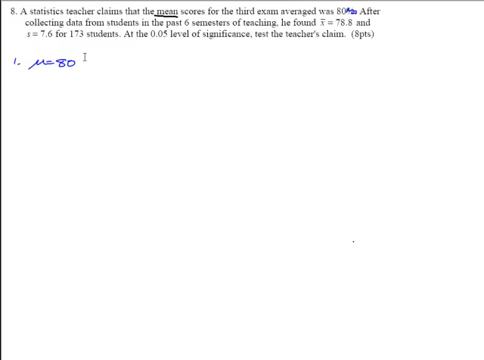 8. A statistics teacher claims that the mean scores for the third exam averaged was 80 After
collecting data from students in the past 6 semesters of teaching, he found x̄ = 78.8 and
s = 7.6 for 173 students. At the 0.05 level of significance, test the teacher's claim. (8pts)
1. μ=80